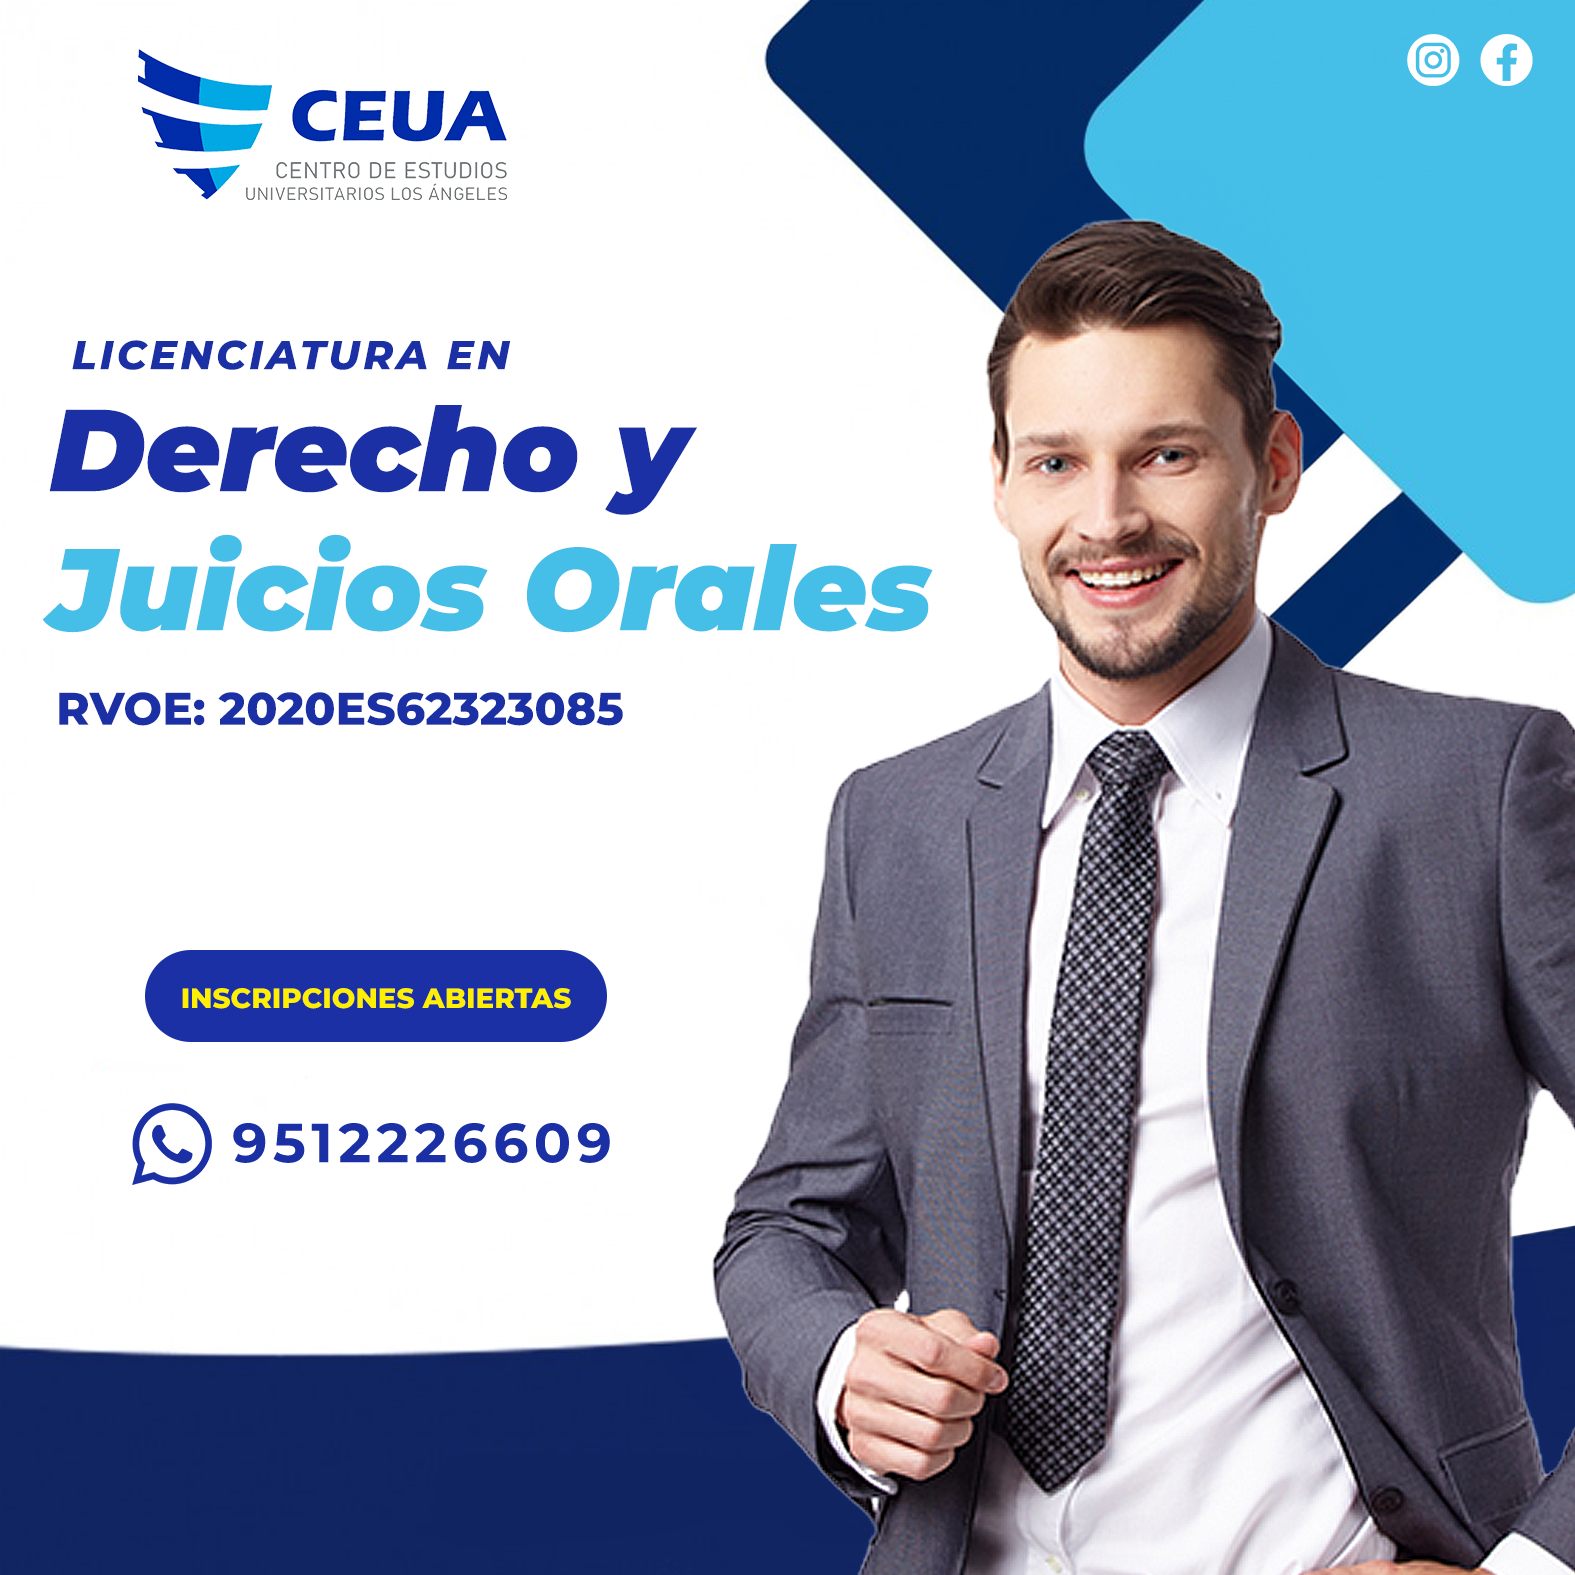 CEUA
CENTRO DE ESTUDIOS
UNIVERSITARIOS LOS ÁNGELES
LICENCIATURA EN
Derecho y
Juicios Orales
RVOE: 2020ES62323085
INSCRIPCIONES ABIERTAS
9512226609